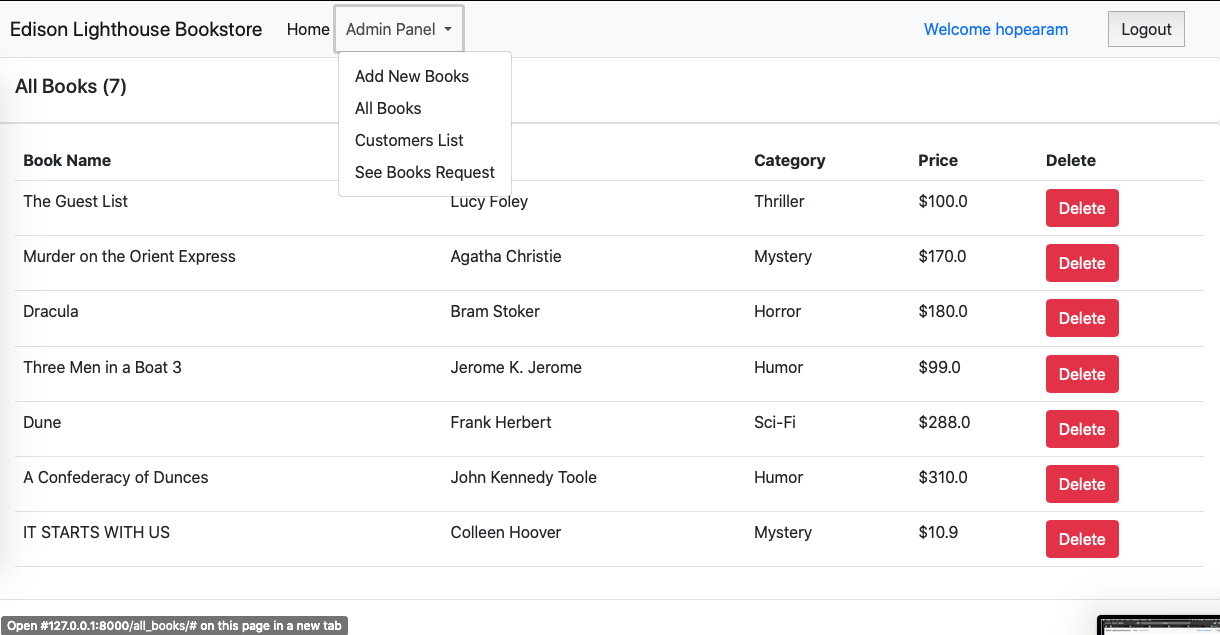 Edison Lighthouse Bookstore Home Admin Panel Welcome hopearam Logout
Add New Books
All Books
Customers List
See Books Request
All Books (7)
Book Name Category Price Delete
The Guest List Lucy Foley Thriller $100.0 Delete
Murder on the Orient Express Agatha Christie Mystery $170.0 Delete
Dracula Bram Stoker Horror $180.0 Delete
Three Men in a Boat 3 Jerome K. Jerome Humor $99.0 Delete
Dune Frank Herbert Sci-Fi $288.0 Delete
A Confederacy of Dunces John Kennedy Toole Humor $310.0 Delete
IT STARTS WITH US Colleen Hoover Mystery $10.9 Delete
Open #127.0.0.1:8000/all_books/# on this page in a new tab